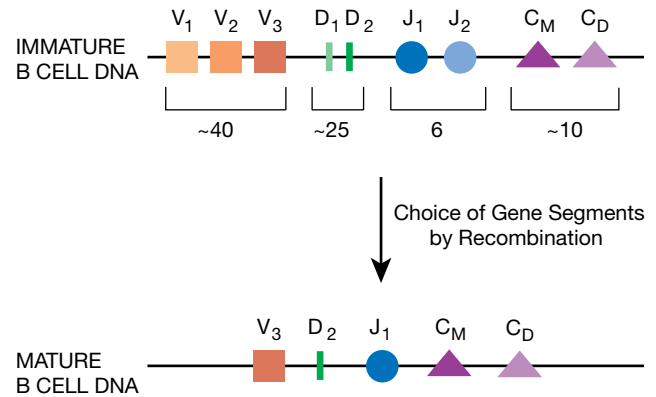 V1 V2 V3 D1 D2 J1 J2 CM CD
IMMATURE
B CELL DNA
~40 ~25 6 ~10
Choice of Gene Segments
by Recombination
V3 D2 J1 CM CD
MATURE
B CELL DNA